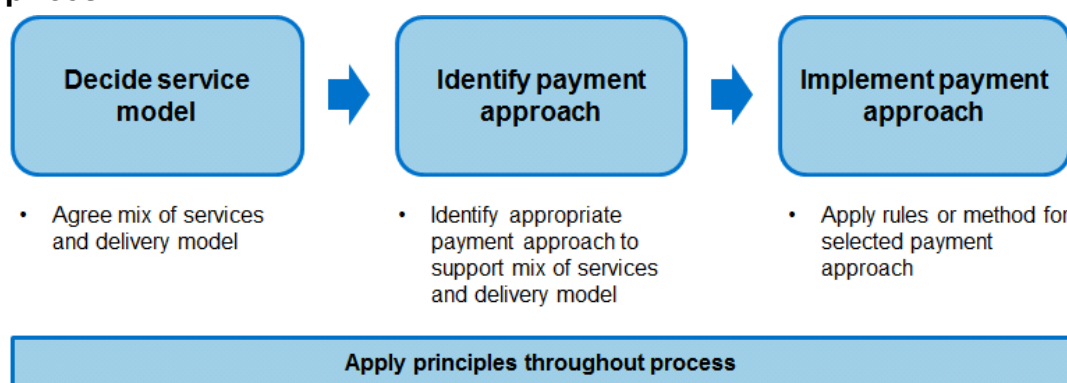 Decide service
model
Identify payment
approach
Implement payment
approach
• Agree mix of services
and delivery model
• Identify appropriate
payment approach to
support mix of services
and delivery model
• Apply rules or method for
selected payment
approach
Apply principles throughout process